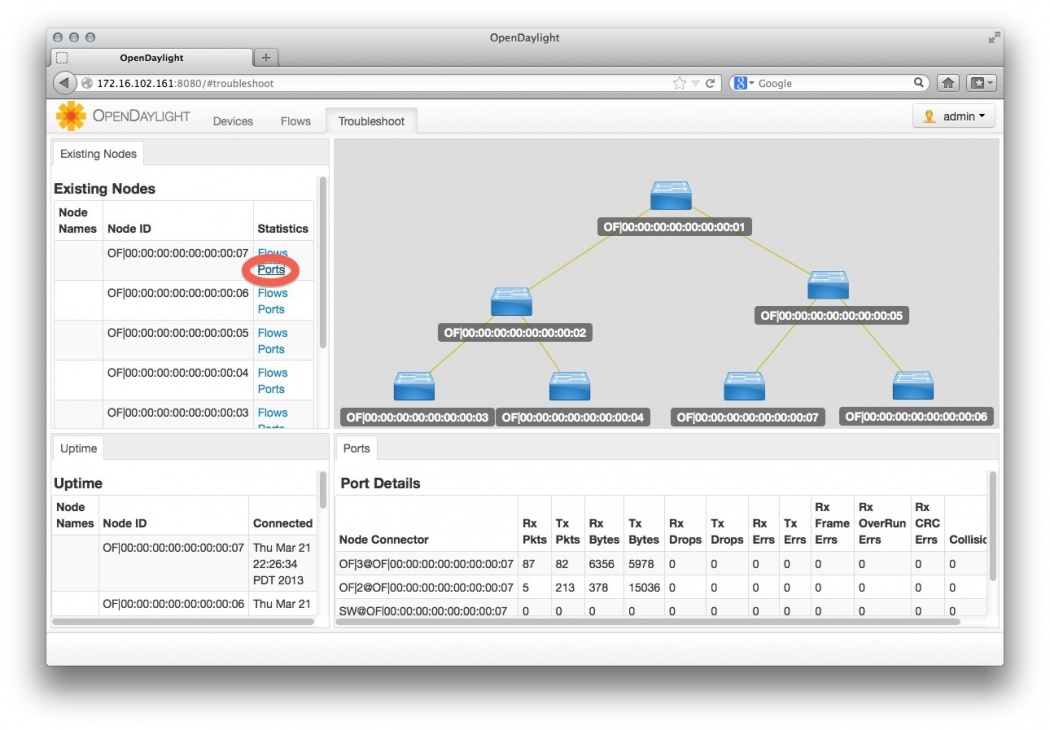 OpenDaylight
OpenDaylight
172.16.102.161:8080/#troubleshoot
Google
OPENDAYLIGHT
Devices
Flows
Troubleshoot
admin
Existing Nodes
Existing Nodes
Node Names Node ID Statistics
OF|00:00:00:00:00:00:00:07 Flows
Ports
OF|00:00:00:00:00:00:00:06 Flows
Ports
OF|00:00:00:00:00:00:00:05 Flows
Ports
OF|00:00:00:00:00:00:00:04 Flows
Ports
OF|00:00:00:00:00:00:00:03 Flows
Ports
OF|00:00:00:00:00:00:00:01
OF|00:00:00:00:00:00:00:02
OF|00:00:00:00:00:00:00:05
OF|00:00:00:00:00:00:00:03
OF|00:00:00:00:00:00:00:04
OF|00:00:00:00:00:00:00:07
OF|00:00:00:00:00:00:00:06
Uptime
Uptime
Node Names Node ID Connected
OF|00:00:00:00:00:00:00:07 Thu Mar 21
22:26:34
PDT 2013
OF|00:00:00:00:00:00:00:06 Thu Mar 21
Ports
Port Details
Node Connector Rx Pkts Tx Pkts Rx Bytes Tx Bytes Rx Drops Tx Drops Rx Errs Tx Errs Rx Frame Errs Rx OverRun Errs Rx CRC Errs Collisic
OF|3@OF|00:00:00:00:00:00:00:07 87 82 6356 5978 0 0 0 0 0 0 0 0
OF|2@OF|00:00:00:00:00:00:00:07 5 213 378 15036 0 0 0 0 0 0 0 0
SW@OF|00:00:00:00:00:00:00:07 0 0 0 0 0 0 0 0 0 0 0 0